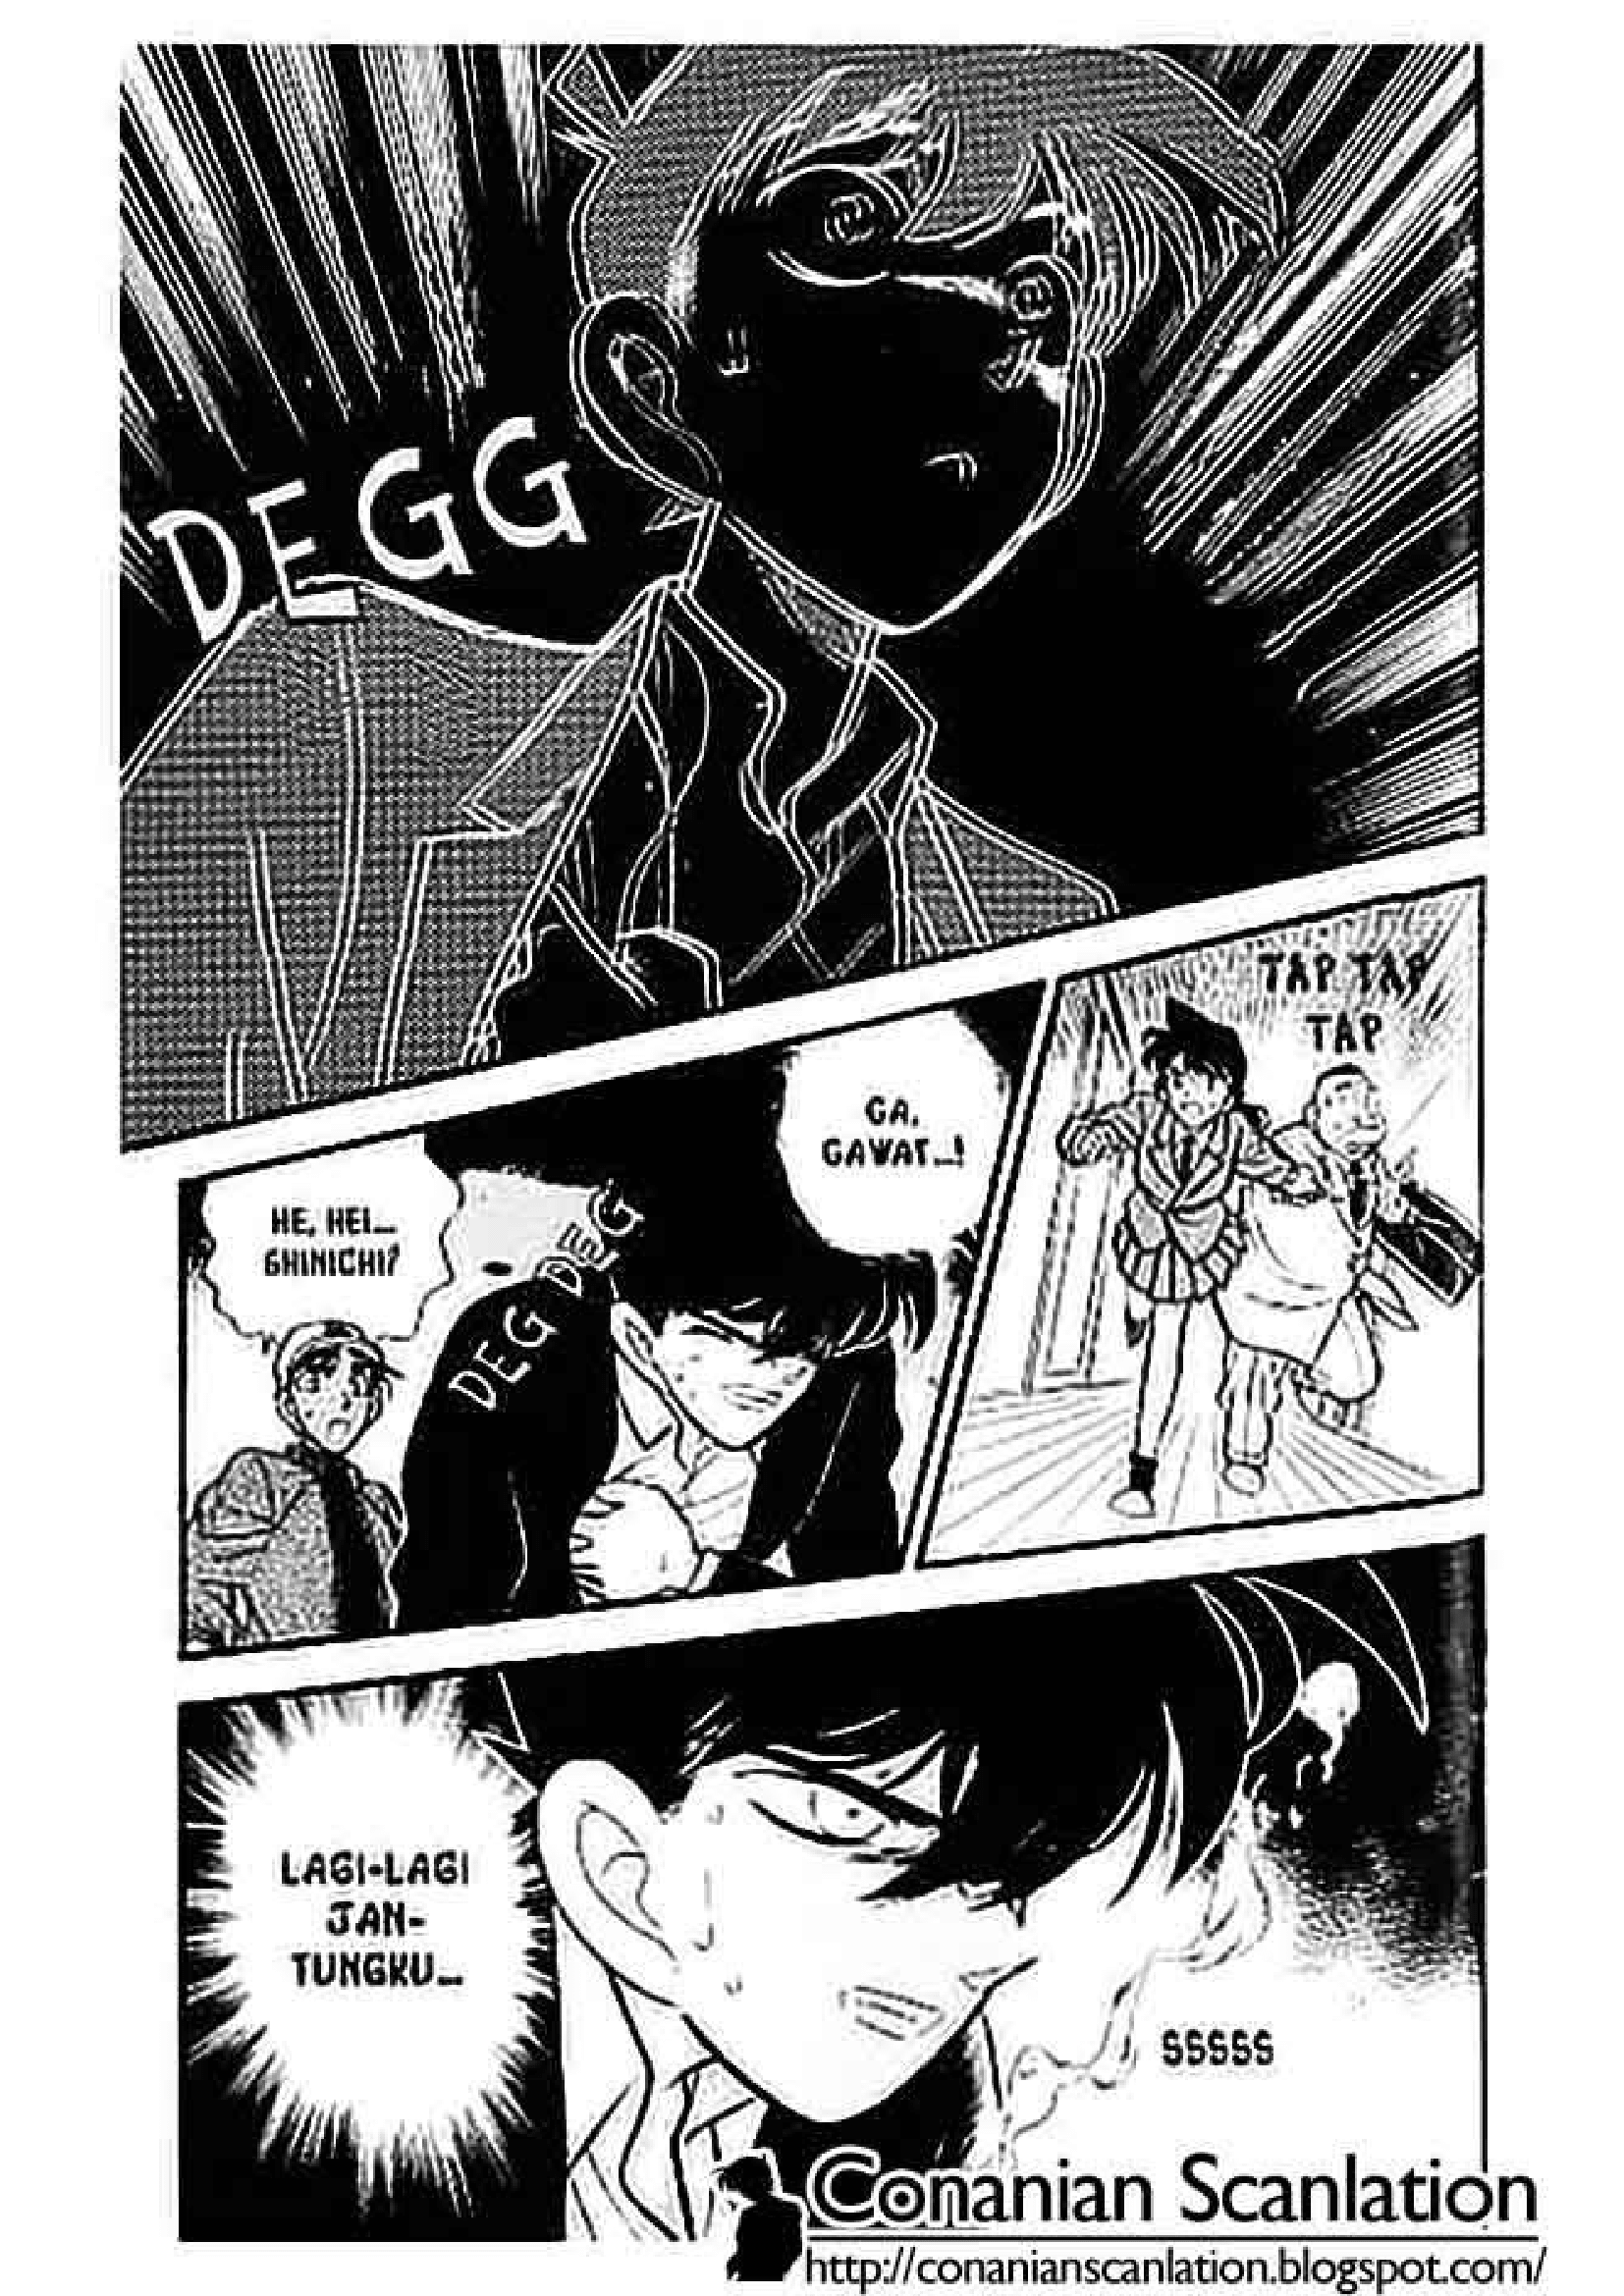 DEGG
TAP TAP
TAP
GA,
GAWAT...!
DEG DEG
HE, HEI...
SHINICHI?
LAGI-LAGI
JAN-
TUNGKU...
SSSSS
Conanian Scanlation
http://conanianscanlation.blogspot.com/